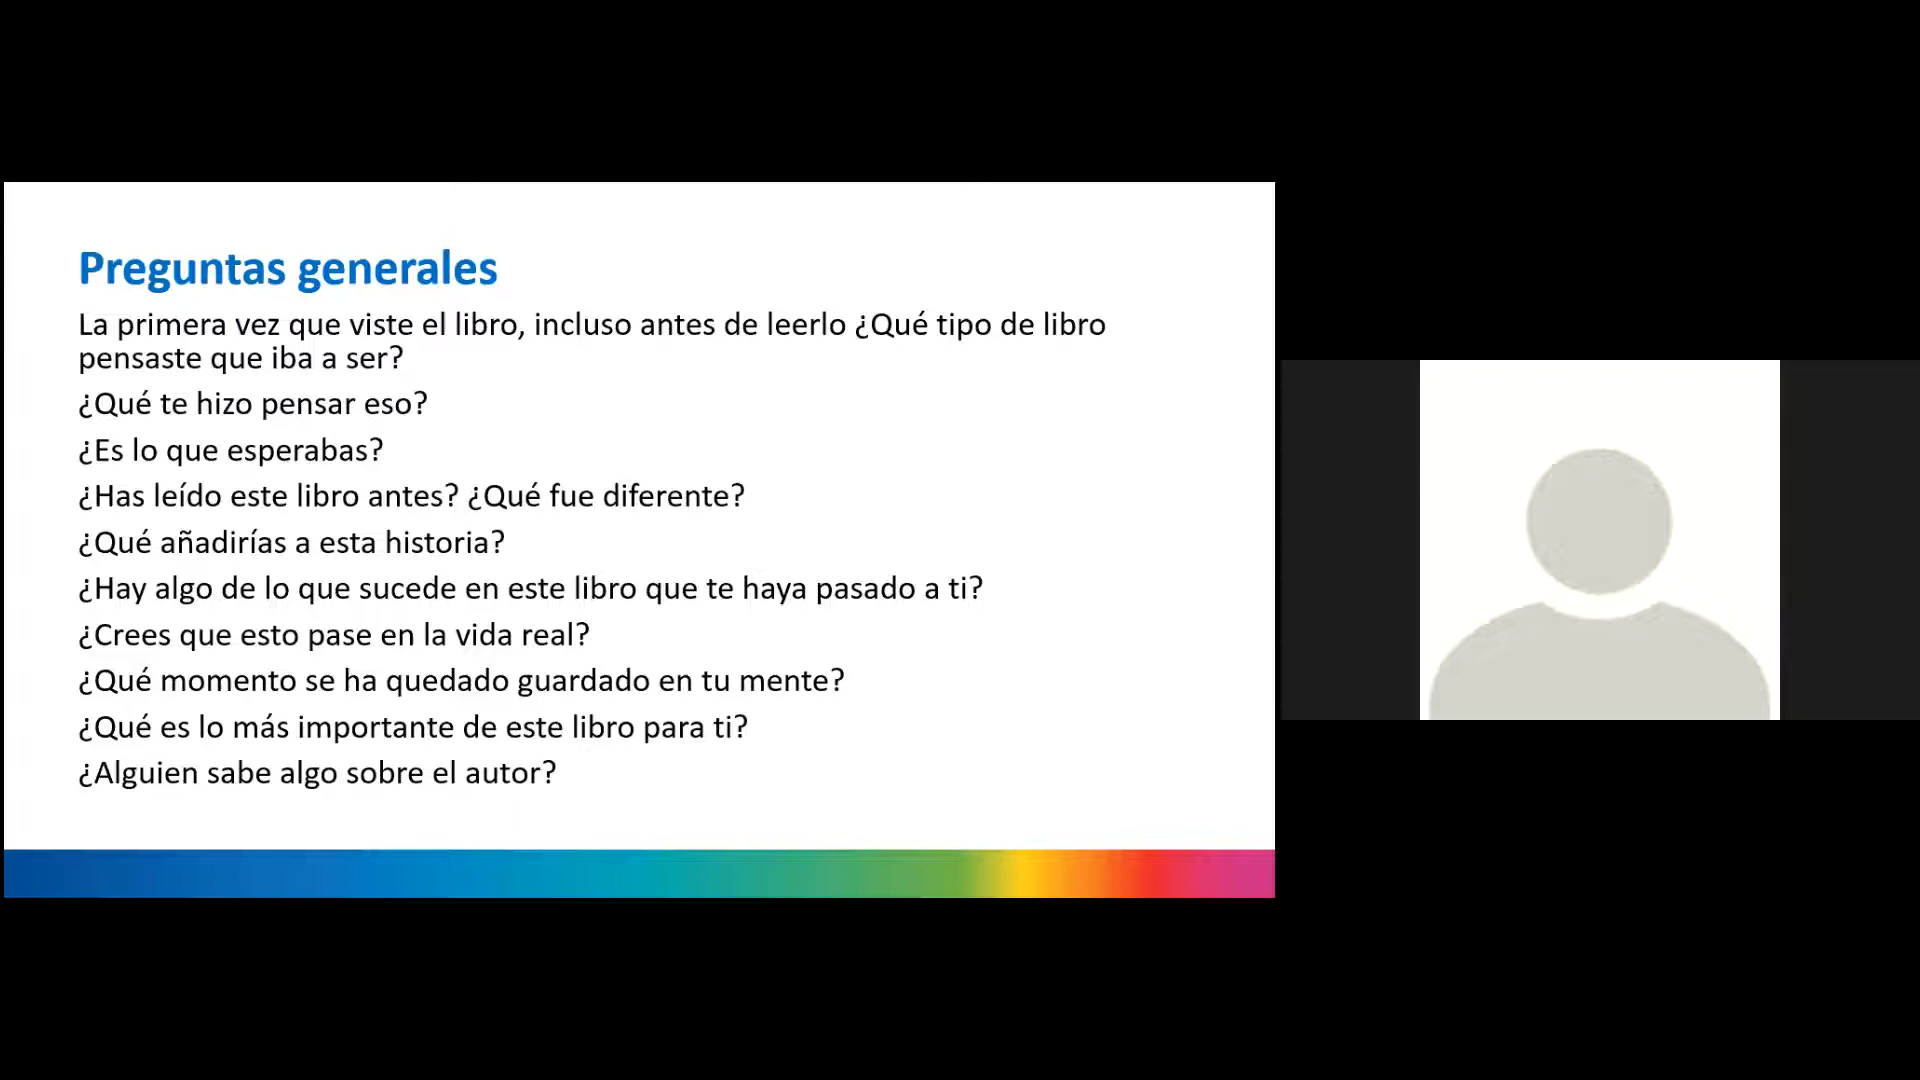 Preguntas generales
La primera vez que viste el libro, incluso antes de leerlo ¿Qué tipo de libro
pensaste que iba a ser?
¿Qué te hizo pensar eso?
¿Es lo que esperabas?
¿Has leído este libro antes? ¿Qué fue diferente?
¿Qué añadirías a esta historia?
¿Hay algo de lo que sucede en este libro que te haya pasado a ti?
¿Crees que esto pase en la vida real?
¿Qué momento se ha quedado guardado en tu mente?
¿Qué es lo más importante de este libro para ti?
¿Alguien sabe algo sobre el autor?